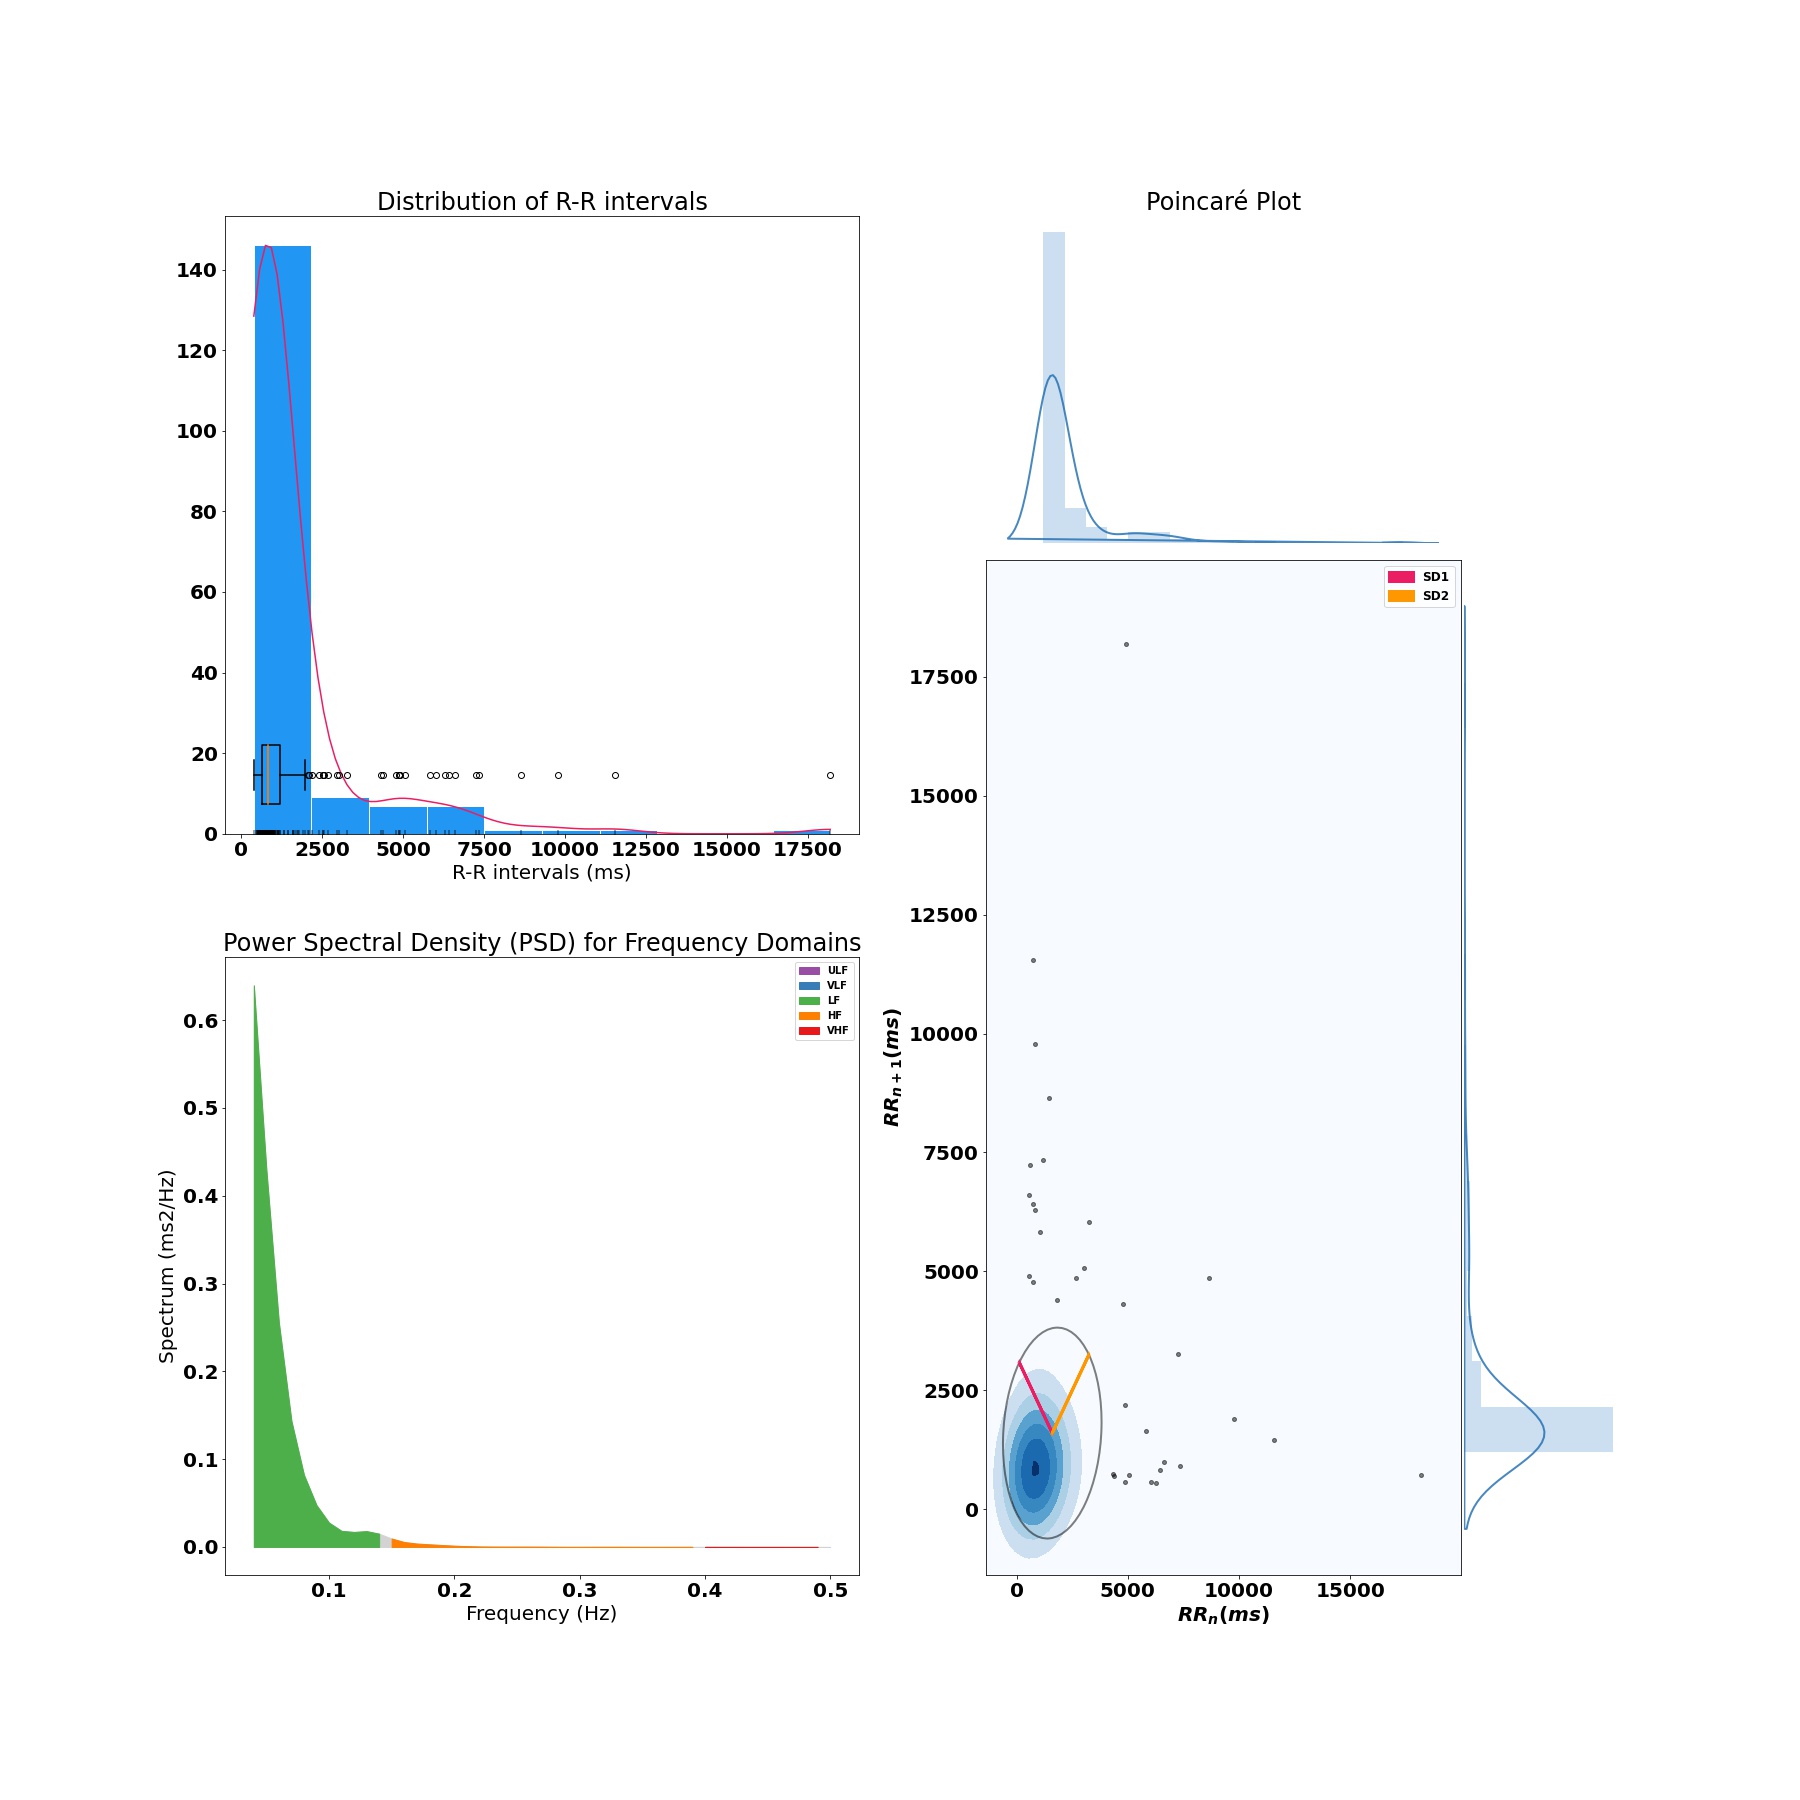 Distribution of R-R intervals
140
120
100
80
60
40
20
0
0 2500 5000 7500 10000 12500 15000 17500
R-R intervals (ms)
Power Spectral Density (PSD) for Frequency Domains
ULF
VLF
LF
HF
VHF
0.6
0.5
0.4
0.3
0.2
0.1
0.0
Spectrum (ms2/Hz)
0.1 0.2 0.3 0.4 0.5
Frequency (Hz)
Poincaré Plot
SD1
SD2
17500
15000
12500
10000
7500
5000
2500
0
RRn+1(ms)
0 5000 10000 15000
RRn(ms)